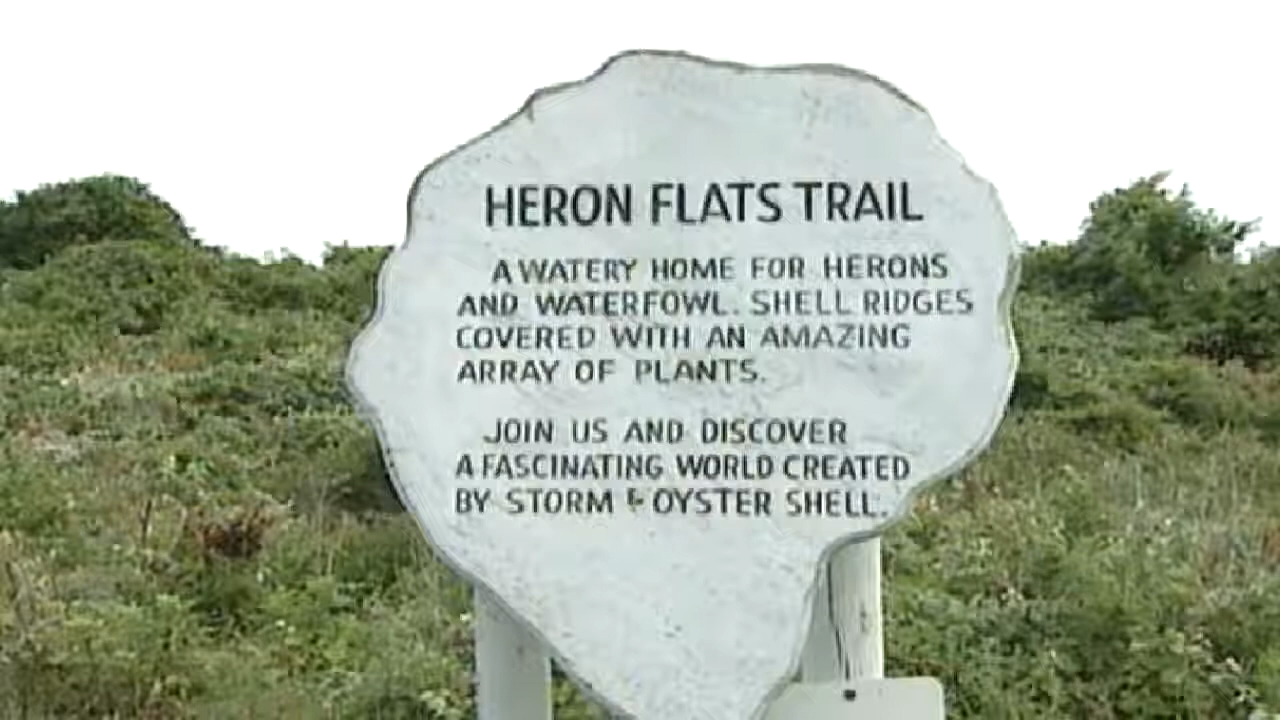 HERON FLATS TRAIL
A WATERY HOME FOR HERONS
AND WATERFOWL. SHELL RIDGES
COVERED WITH AN AMAZING
ARRAY OF PLANTS.
JOIN US AND DISCOVER
A FASCINATING WORLD CREATED
BY STORM & OYSTER SHELL.